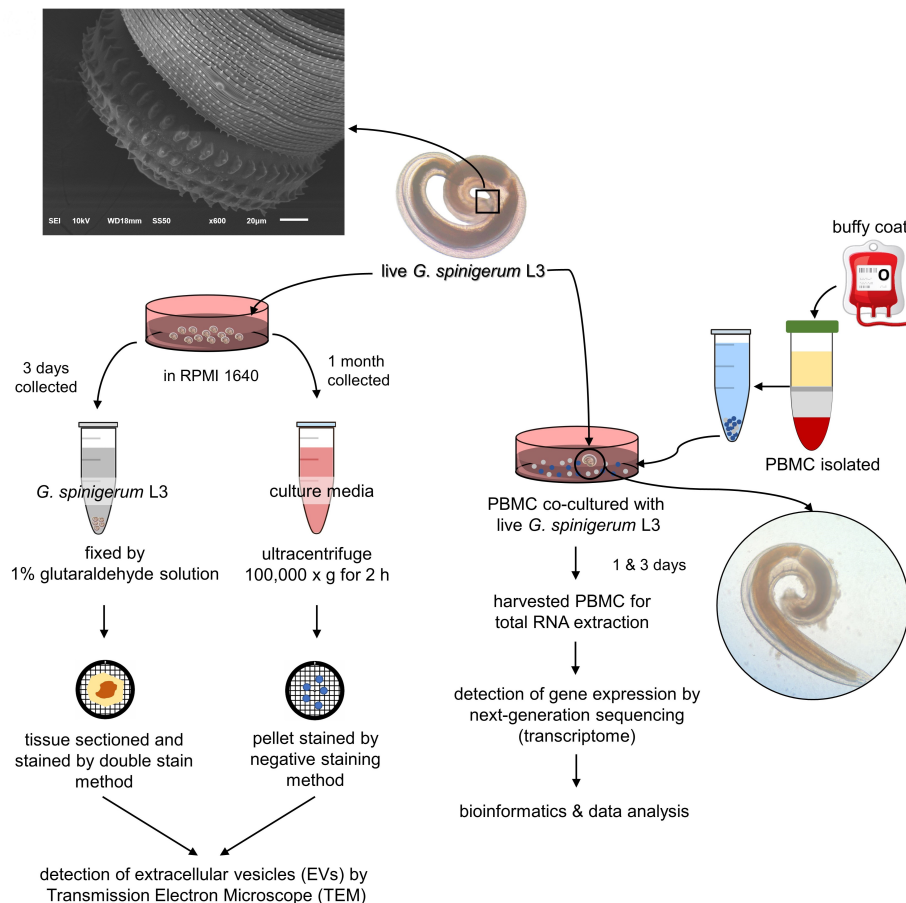 SEI 10kV WD18mm SS50 x600 20µm
buffy coat
O
live G. spinigerum L3
3 days
collected
in RPMI 1640
1 month
collected
G. spinigerum L3
culture media
PBMC isolated
fixed by
1% glutaraldehyde solution
ultracentrifuge
100,000 x g for 2 h
PBMC co-cultured with
live G. spinigerum L3
1 & 3 days
harvested PBMC for
total RNA extraction
detection of gene expression by
next-generation sequencing
(transcriptome)
bioinformatics & data analysis
tissue sectioned and
stained by double stain
method
pellet stained by
negative staining
method
detection of extracellular vesicles (EVs) by
Transmission Electron Microscope (TEM)